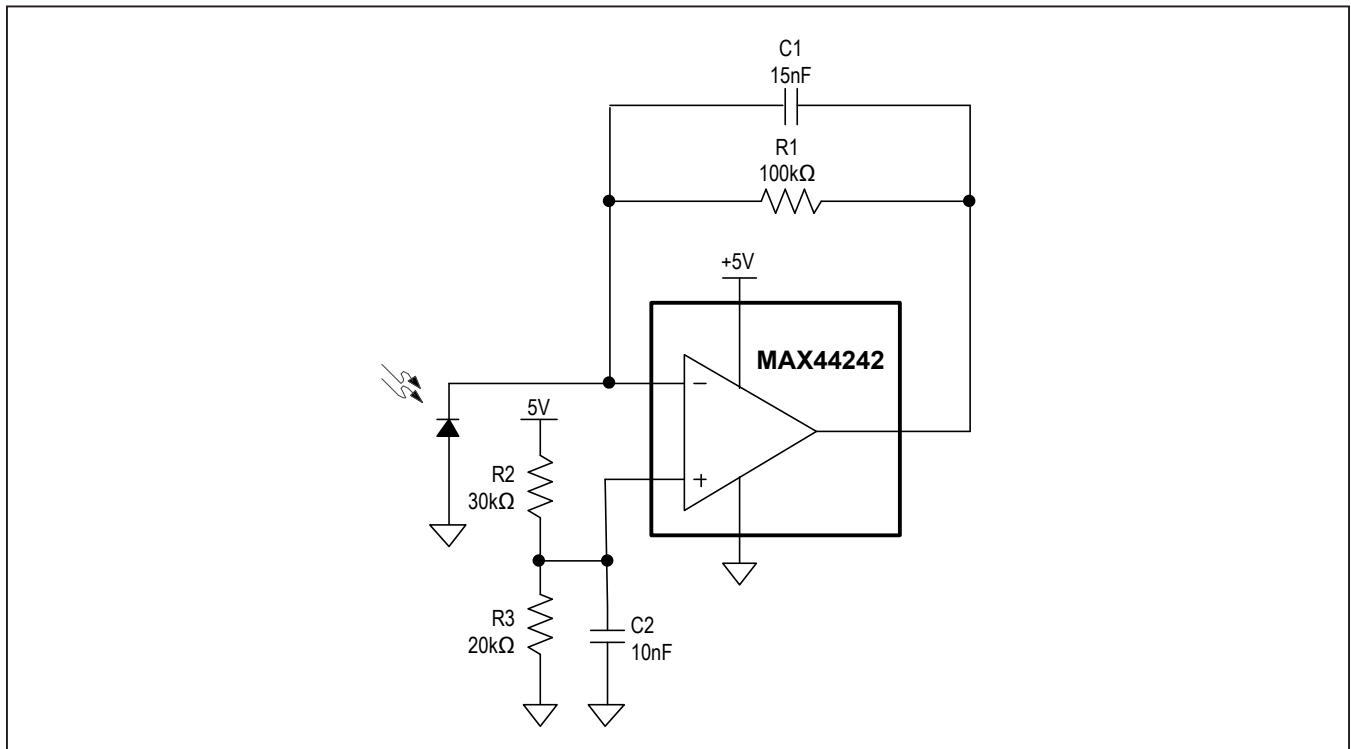 C1
15nF
R1
100kΩ
+5V
MAX44242
−
5V
R2
30kΩ
+
R3
20kΩ
C2
10nF